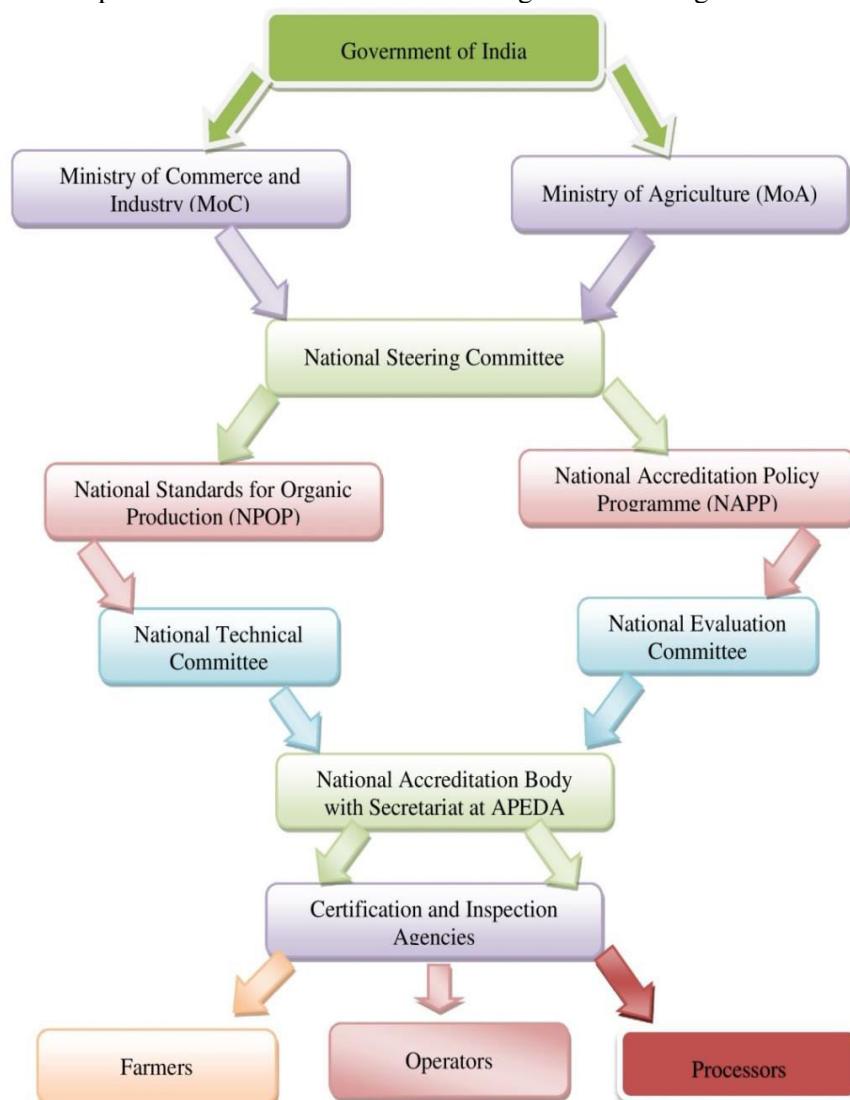 Government of India
Ministry of Commerce and
Industry (MoC)
Ministry of Agriculture (MoA)
National Steering Committee
National Standards for Organic
Production (NPOP)
National Accreditation Policy
Programme (NAPP)
National Technical
Committee
National Evaluation
Committee
National Accreditation Body
with Secretariat at APEDA
Certification and Inspection
Agencies
Farmers
Operators
Processors